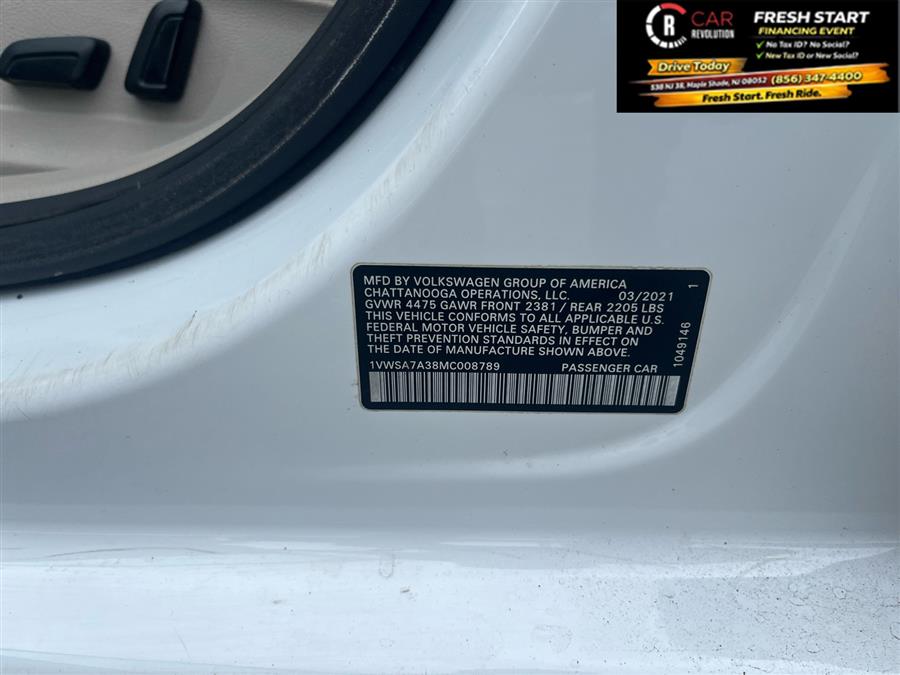 R
CAR
REVOLUTION
FRESH START
FINANCING EVENT
✓ No Tax ID? No Social?
✓ New Tax ID or New Social?
Drive Today
538 NJ 38, Maple Shade, NJ 08052
(856) 347-4400
Fresh Start. Fresh Ride.
MFD BY VOLKSWAGEN GROUP OF AMERICA
CHATTANOOGA OPERATIONS, LLC. 03/2021
GVWR 4475 GAWR FRONT 2381 / REAR 2205 LBS
THIS VEHICLE CONFORMS TO ALL APPLICABLE U.S.
FEDERAL MOTOR VEHICLE SAFETY, BUMPER AND
THEFT PREVENTION STANDARDS IN EFFECT ON
THE DATE OF MANUFACTURE SHOWN ABOVE.
1VWSA7A38MC008789 PASSENGER CAR
1049146 1